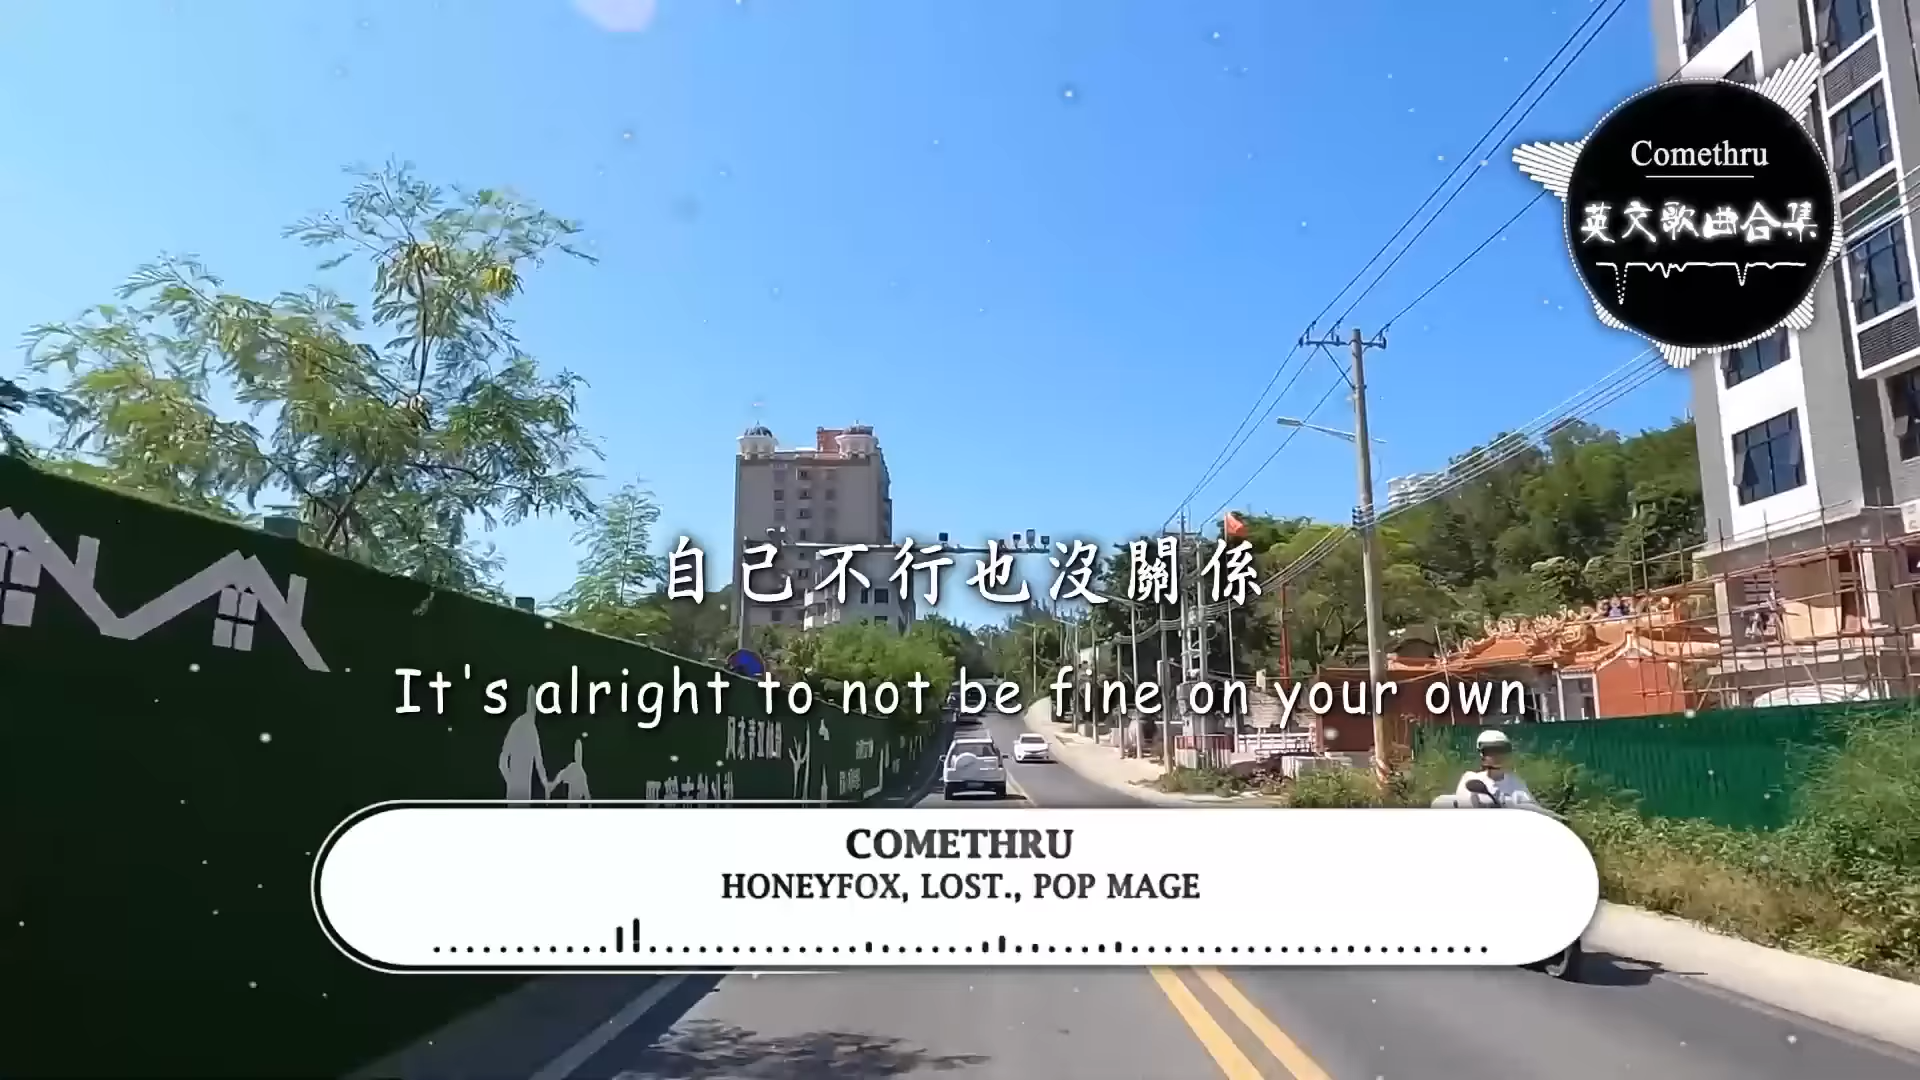 Comethru
英文歌曲合集
自己不行也沒關係
It's alright to not be fine on your own
COMETHRU
HONEYFOX, LOST., POP MAGE